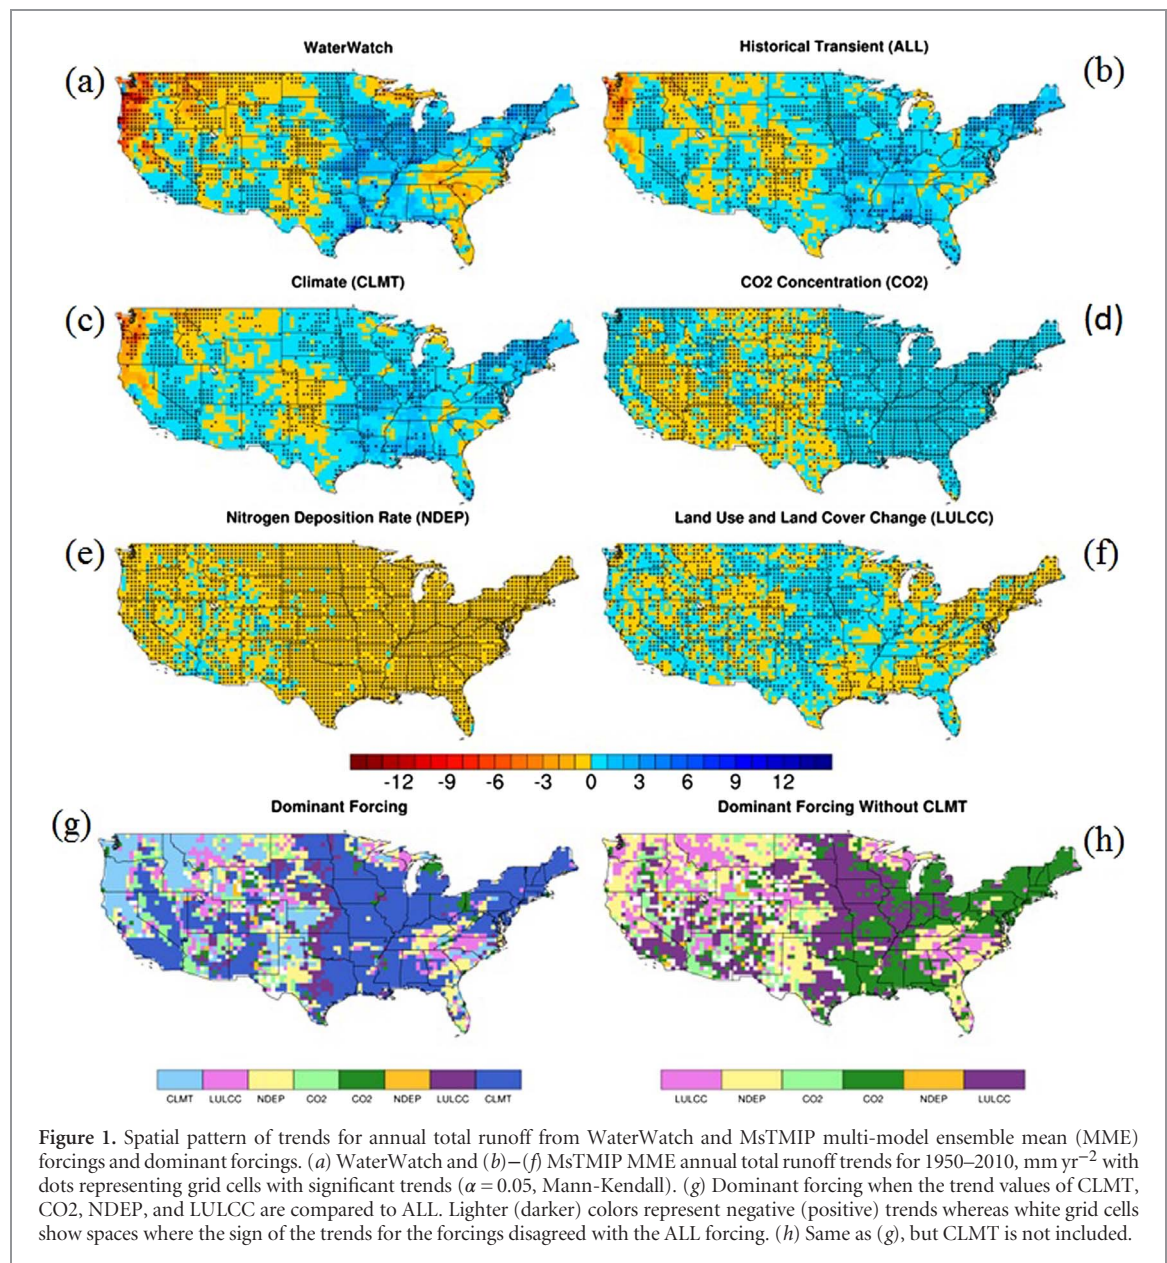 WaterWatch
Historical Transient (ALL)
(a)
(b)
Climate (CLMT)
CO2 Concentration (CO2)
(c)
(d)
Nitrogen Deposition Rate (NDEP)
Land Use and Land Cover Change (LULCC)
(e)
(f)
-12 -9 -6 -3 0 3 6 9 12
Dominant Forcing
Dominant Forcing Without CLMT
(g)
(h)
CLMT LULCC NDEP CO2 CO2 NDEP LULCC CLMT
LULCC NDEP CO2 CO2 NDEP LULCC
Figure 1. Spatial pattern of trends for annual total runoff from WaterWatch and MsTMIP multi-model ensemble mean (MME)
forcings and dominant forcings. (a) WaterWatch and (b)–(f) MsTMIP MME annual total runoff trends for 1950–2010, mm yr−2 with
dots representing grid cells with significant trends (α = 0.05, Mann-Kendall). (g) Dominant forcing when the trend values of CLMT,
CO2, NDEP, and LULCC are compared to ALL. Lighter (darker) colors represent negative (positive) trends whereas white grid cells
show spaces where the sign of the trends for the forcings disagreed with the ALL forcing. (h) Same as (g), but CLMT is not included.